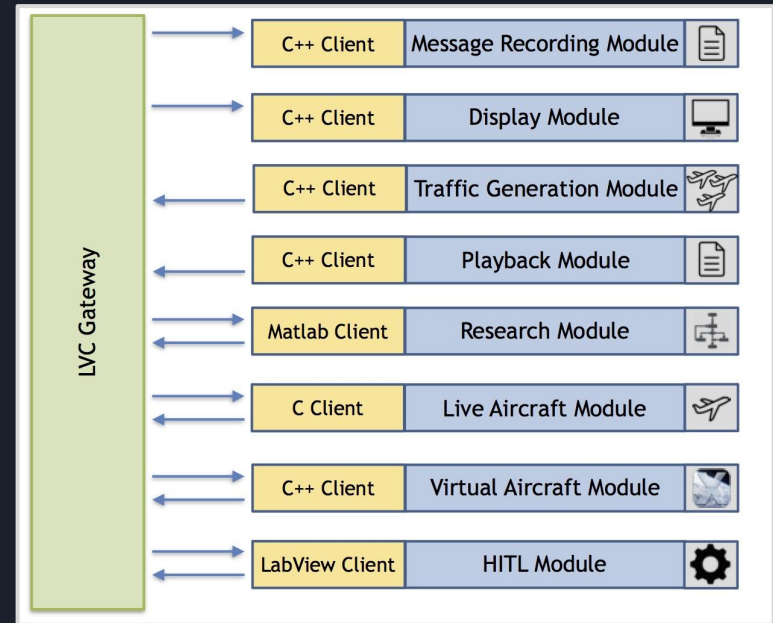 LVC Gateway
C++ Client Message Recording Module
C++ Client Display Module
C++ Client Traffic Generation Module
C++ Client Playback Module
Matlab Client Research Module
C Client Live Aircraft Module
C++ Client Virtual Aircraft Module
LabView Client HITL Module